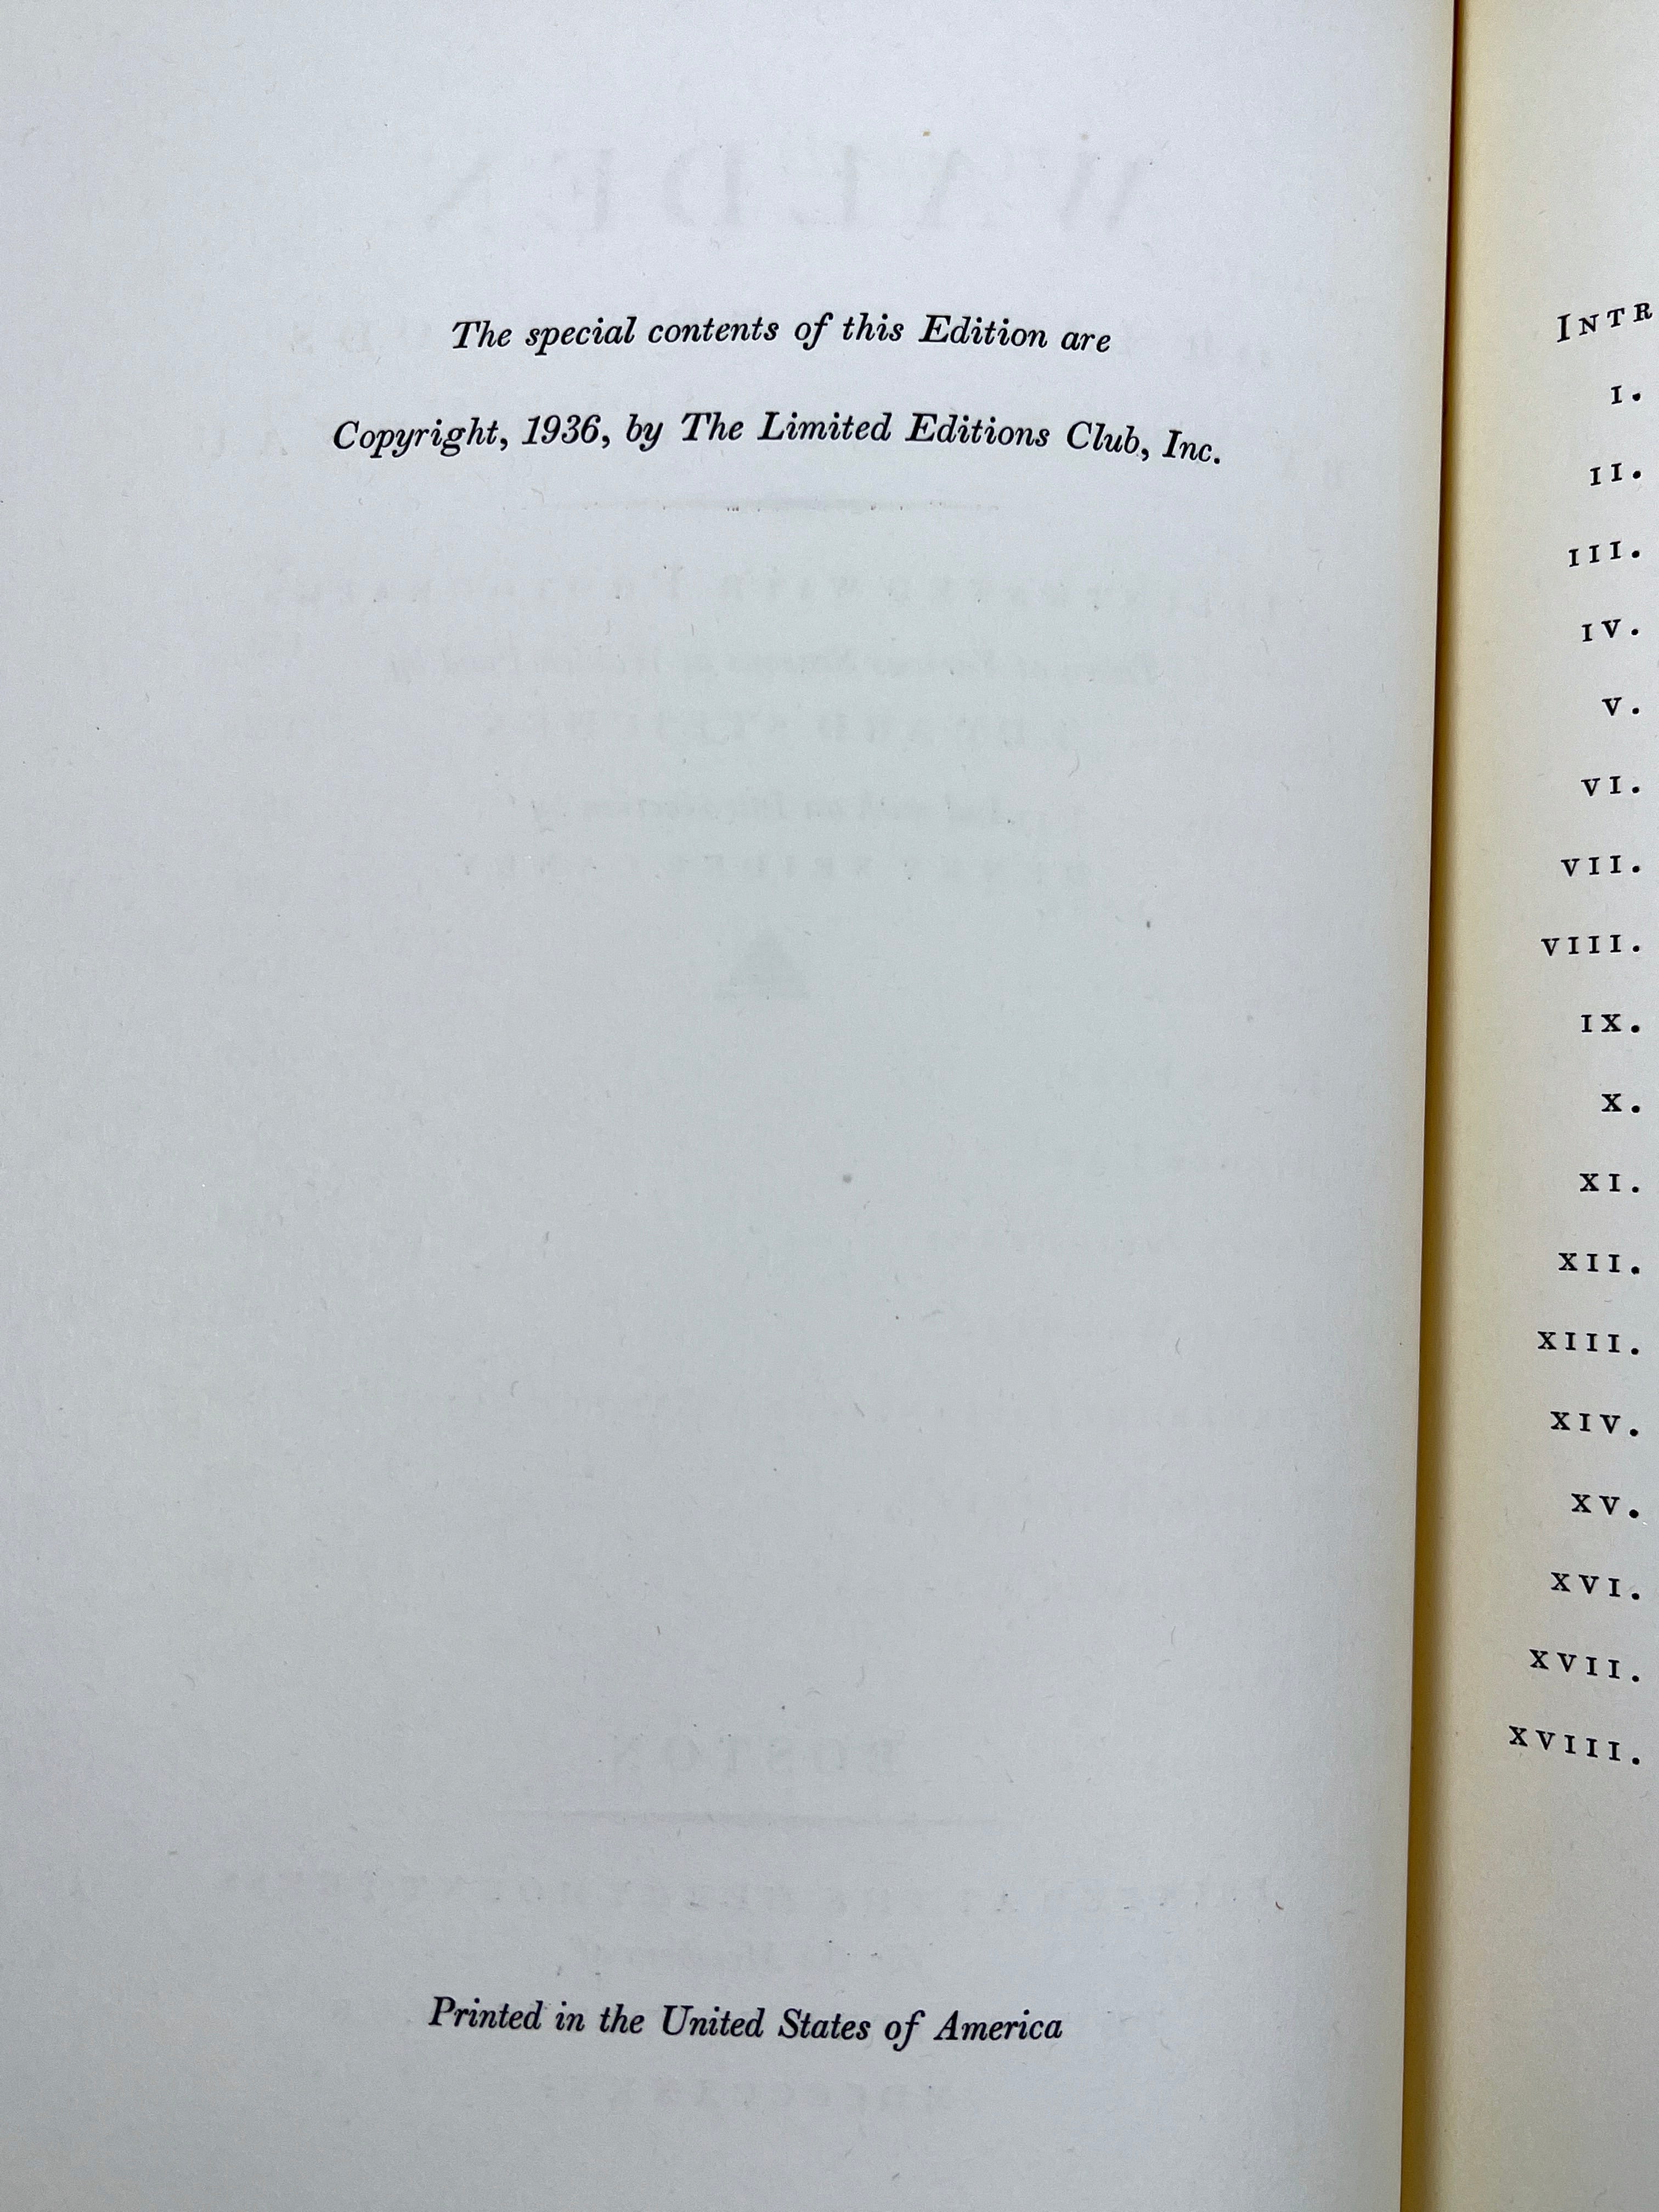 The special contents of this Edition are
Copyright, 1936, by The Limited Editions Club, Inc.
Printed in the United States of America
INTR
I.
II.
III.
IV.
V.
VI.
VII.
VIII.
IX.
X.
XI.
XII.
XIII.
XIV.
XV.
XVI.
XVII.
XVIII.